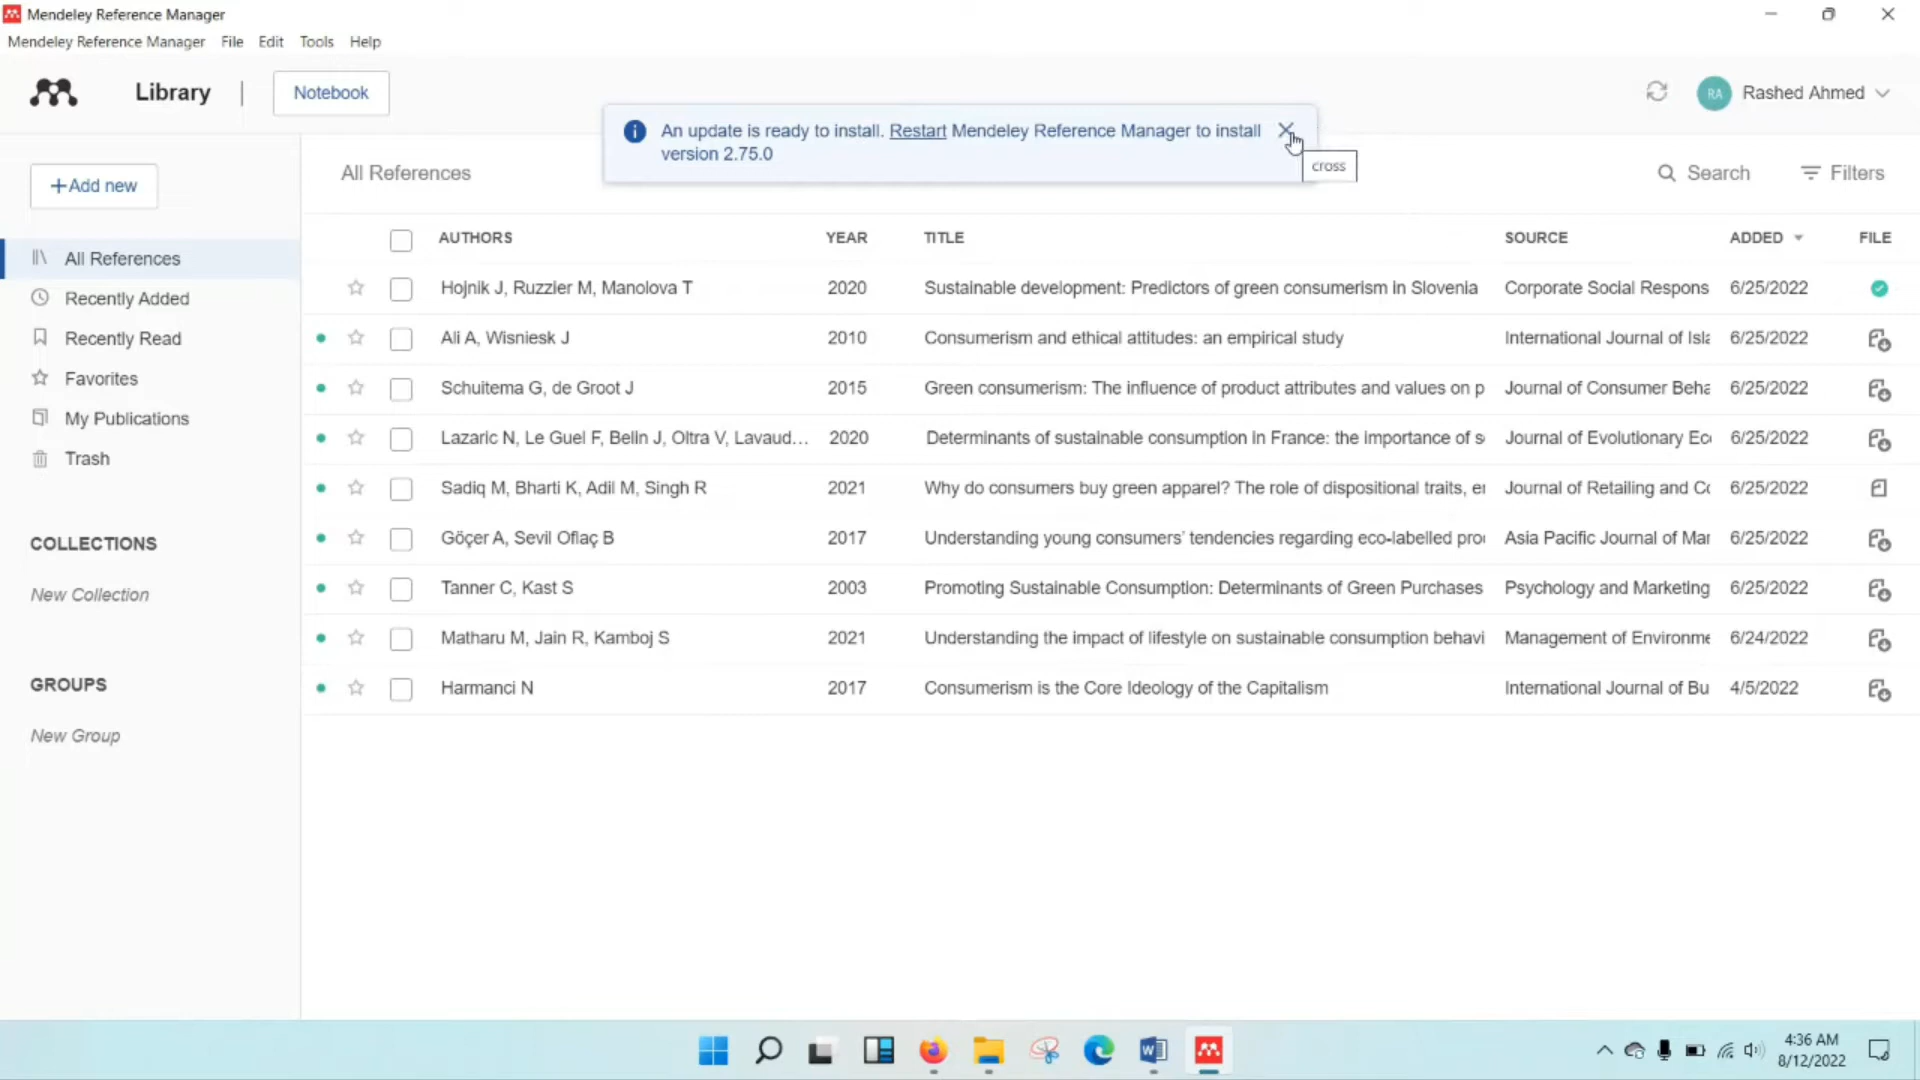 Mendeley Reference Manager
Mendeley Reference Manager File Edit Tools Help
Library | Notebook
RA Rashed Ahmed
An update is ready to install. Restart Mendeley Reference Manager to install
version 2.75.0
cross
+Add new
All References
Search Filters
All References
Recently Added
Recently Read
Favorites
My Publications
Trash
COLLECTIONS
New Collection
GROUPS
New Group
AUTHORS YEAR TITLE SOURCE ADDED FILE
Hojnik J, Ruzzier M, Manolova T 2020 Sustainable development: Predictors of green consumerism in Slovenia Corporate Social Respons 6/25/2022
Ali A, Wisniesk J 2010 Consumerism and ethical attitudes: an empirical study International Journal of Isla 6/25/2022
Schuitema G, de Groot J 2015 Green consumerism: The influence of product attributes and values on p Journal of Consumer Beha 6/25/2022
Lazaric N, Le Guel F, Belin J, Oltra V, Lavaud... 2020 Determinants of sustainable consumption in France: the importance of s Journal of Evolutionary Ec 6/25/2022
Sadiq M, Bharti K, Adil M, Singh R 2021 Why do consumers buy green apparel? The role of dispositional traits, e Journal of Retailing and Co 6/25/2022
Göçer A, Sevil Oflaç B 2017 Understanding young consumers' tendencies regarding eco-labelled pro Asia Pacific Journal of Mar 6/25/2022
Tanner C, Kast S 2003 Promoting Sustainable Consumption: Determinants of Green Purchases Psychology and Marketing 6/25/2022
Matharu M, Jain R, Kamboj S 2021 Understanding the impact of lifestyle on sustainable consumption behavi Management of Environme 6/24/2022
Harmanci N 2017 Consumerism is the Core Ideology of the Capitalism International Journal of Bu 4/5/2022
4:36 AM
8/12/2022